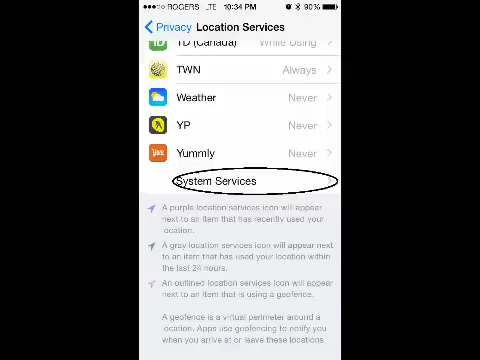 ROGERS LTE 10:34 PM 90%
Privacy Location Services
TD (Canada) While Using
TWN Always
Weather Never
YP Never
Yummly Never
System Services
A purple location services icon will appear
next to an item that has recently used your
location.
A gray location services icon will appear next
to an item that has used your location within
the last 24 hours.
An outlined location services icon will appear
next to an item that is using a geofence.
A geofence is a virtual perimeter around a
location. Apps use geofencing to notify you
when you arrive at or leave these locations.